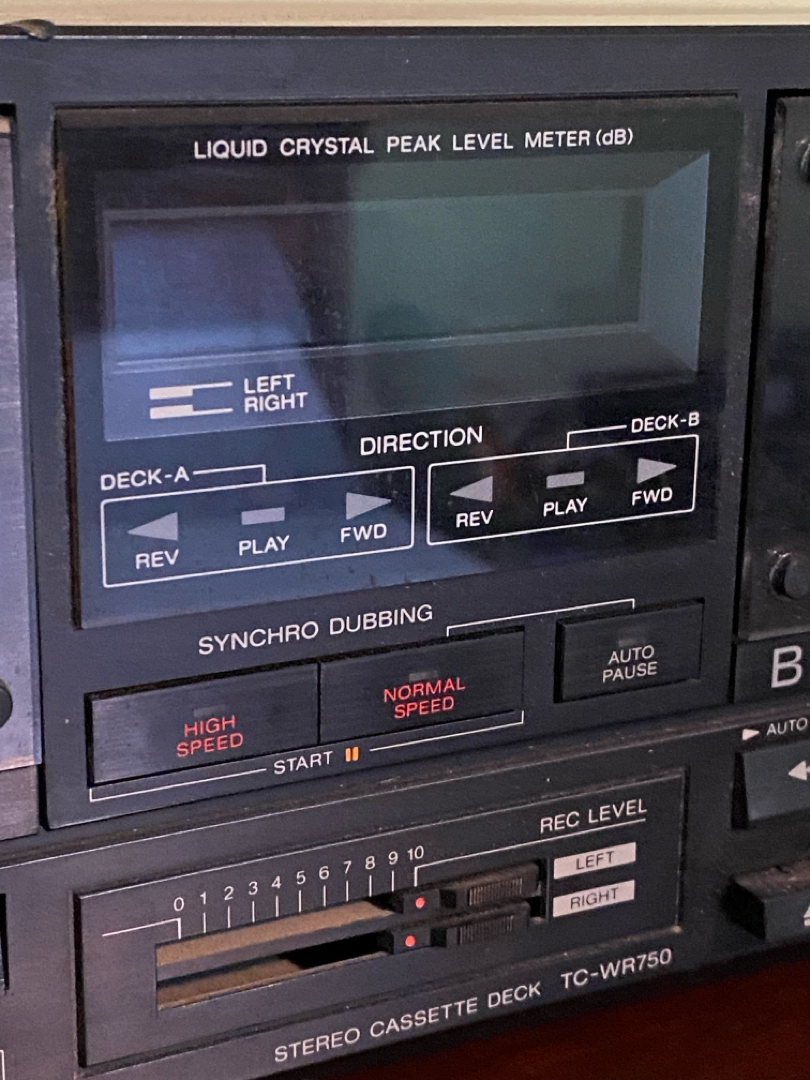 LIQUID CRYSTAL PEAK LEVEL METER (dB)
LEFT
RIGHT
DIRECTION
DECK-A
DECK-B
REV PLAY FWD
REV PLAY FWD
SYNCHRO DUBBING
HIGH
SPEED
NORMAL
SPEED
AUTO
PAUSE
START
B
AUTO
REC LEVEL
0 1 2 3 4 5 6 7 8 9 10
LEFT
RIGHT
STEREO CASSETTE DECK TC-WR750